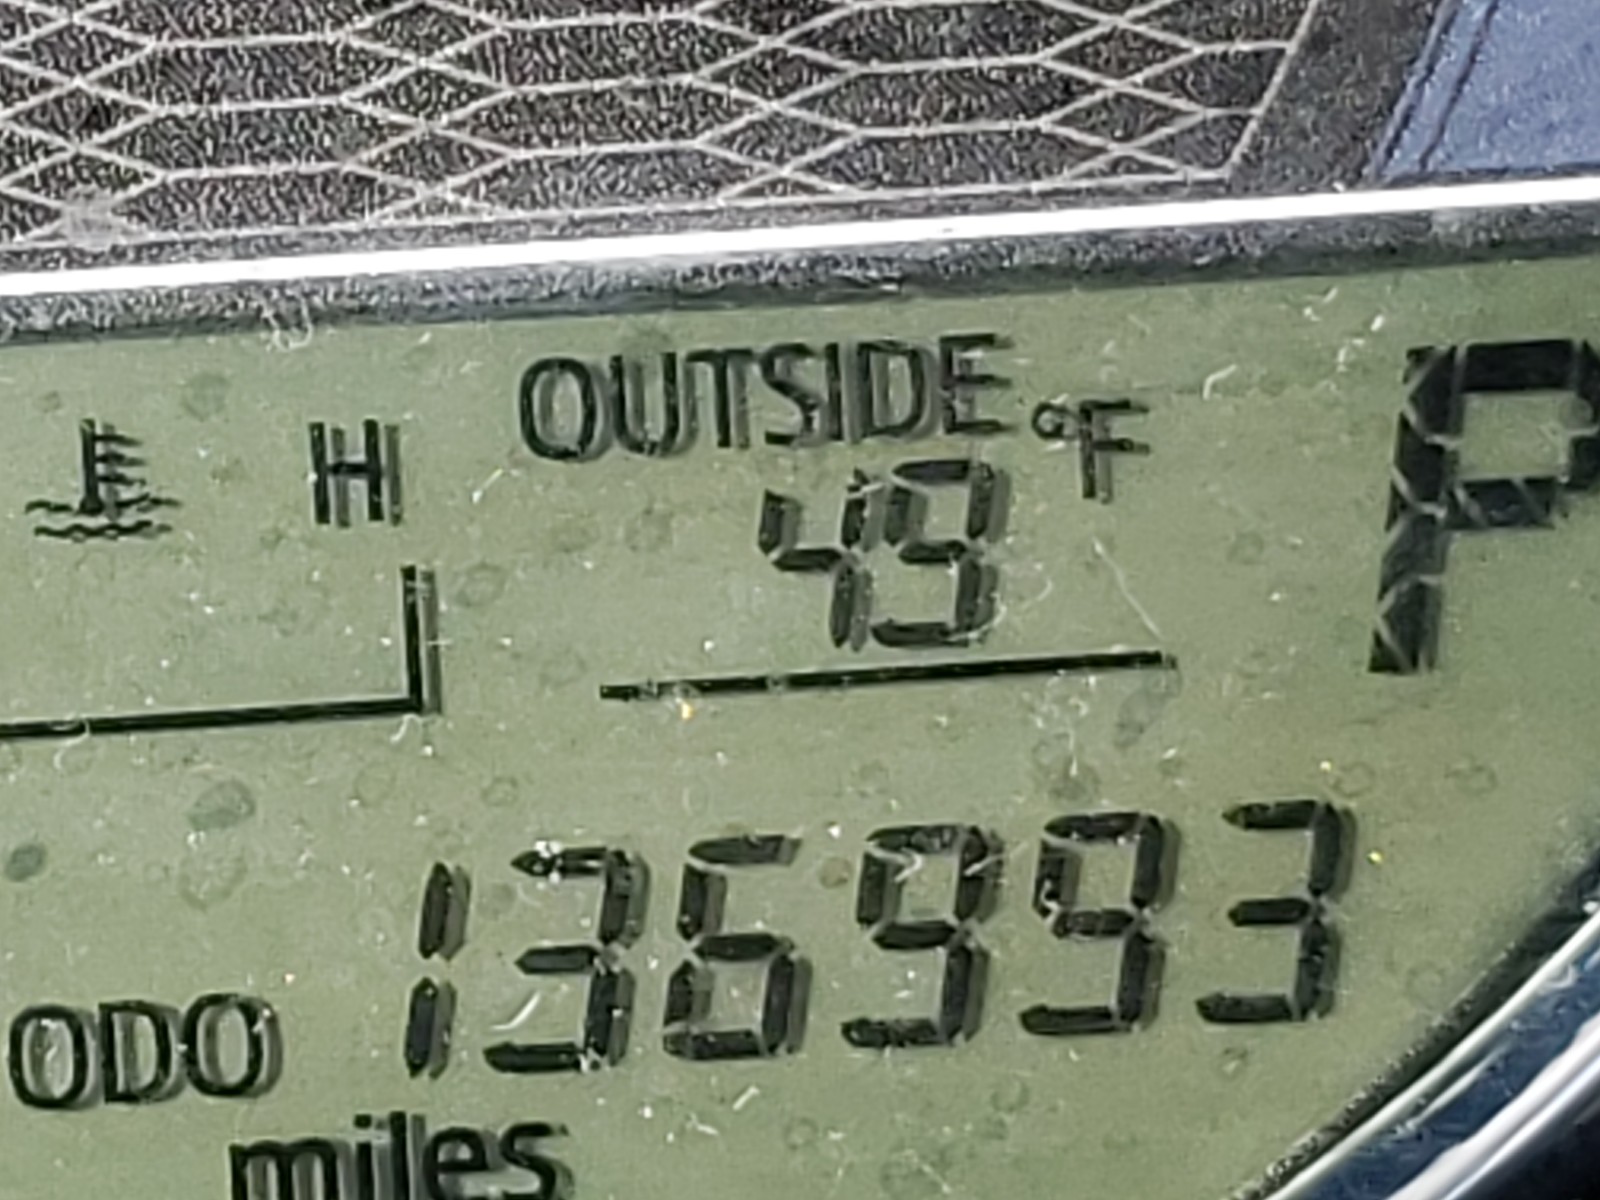 OUTSIDE
H
°F
49
P
136993
ODO
miles